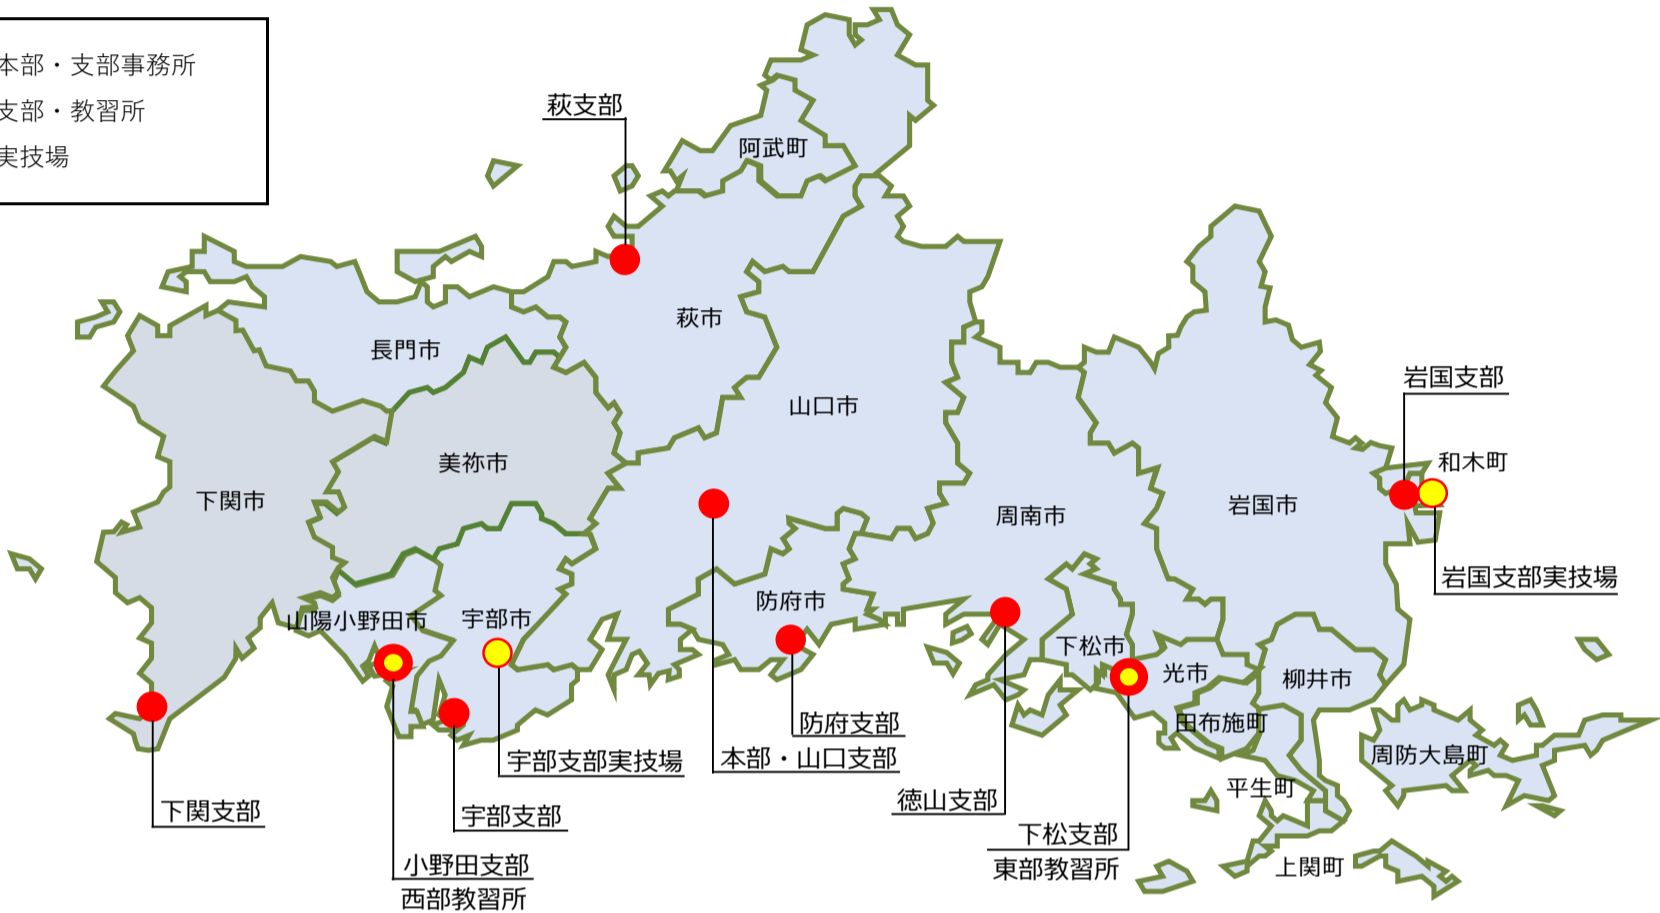 本部・支部事務所
支部・教習所
実技場
萩支部
阿武町
萩市
長門市
山口市
岩国支部
和木町
美祢市
下関市
周南市
岩国市
岩国支部実技場
防府市
山陽小野田市
宇部市
下松市
光市
柳井市
田布施町
防府支部
周防大島町
宇部支部実技場
本部・山口支部
平生町
徳山支部
下関支部
宇部支部
下松支部
東部教習所
上関町
小野田支部
西部教習所